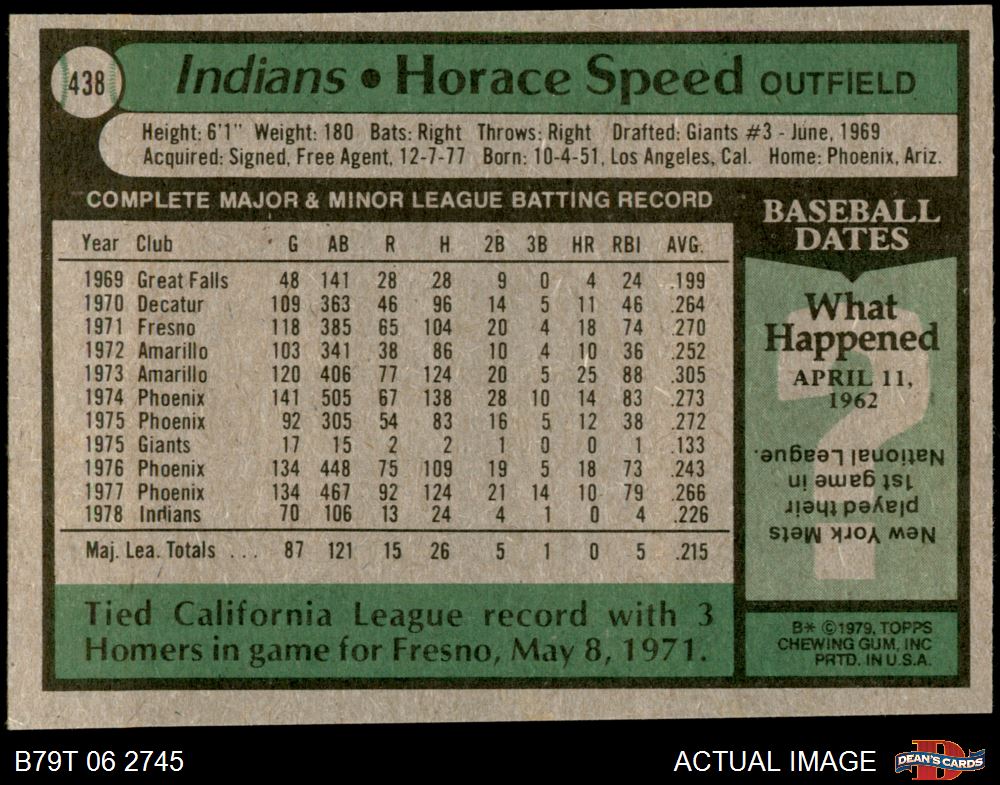 438
Indians • Horace Speed OUTFIELD
Height: 6'1" Weight: 180 Bats: Right Throws: Right Drafted: Giants #3 - June, 1969
Acquired: Signed, Free Agent, 12-7-77 Born: 10-4-51, Los Angeles, Cal. Home: Phoenix, Ariz.
COMPLETE MAJOR & MINOR LEAGUE BATTING RECORD
Year Club G AB R H 2B 3B HR RBI AVG.
1969 Great Falls 48 141 28 28 9 0 4 24 .199
1970 Decatur 109 363 46 96 14 5 11 46 .264
1971 Fresno 118 385 65 104 20 4 18 74 .270
1972 Amarillo 103 341 38 86 10 4 10 36 .252
1973 Amarillo 120 406 77 124 20 5 25 88 .305
1974 Phoenix 141 505 67 138 28 10 14 83 .273
1975 Phoenix 92 305 54 83 16 5 12 38 .272
1975 Giants 17 15 2 2 1 0 0 1 .133
1976 Phoenix 134 448 75 109 19 5 18 73 .243
1977 Phoenix 134 467 92 124 21 14 10 79 .266
1978 Indians 70 106 13 24 4 1 0 4 .226
Maj. Lea. Totals ... 87 121 15 26 5 1 0 5 .215
Tied California League record with 3
Homers in game for Fresno, May 8, 1971.
BASEBALL
DATES
What
Happened
APRIL 11,
1962
?
New York Mets
played their
1st game in
National League.
B* ©1979, TOPPS
CHEWING GUM, INC
PRTD. IN U.S.A.
B79T 06 2745
ACTUAL IMAGE
D
DEAN'S CARDS